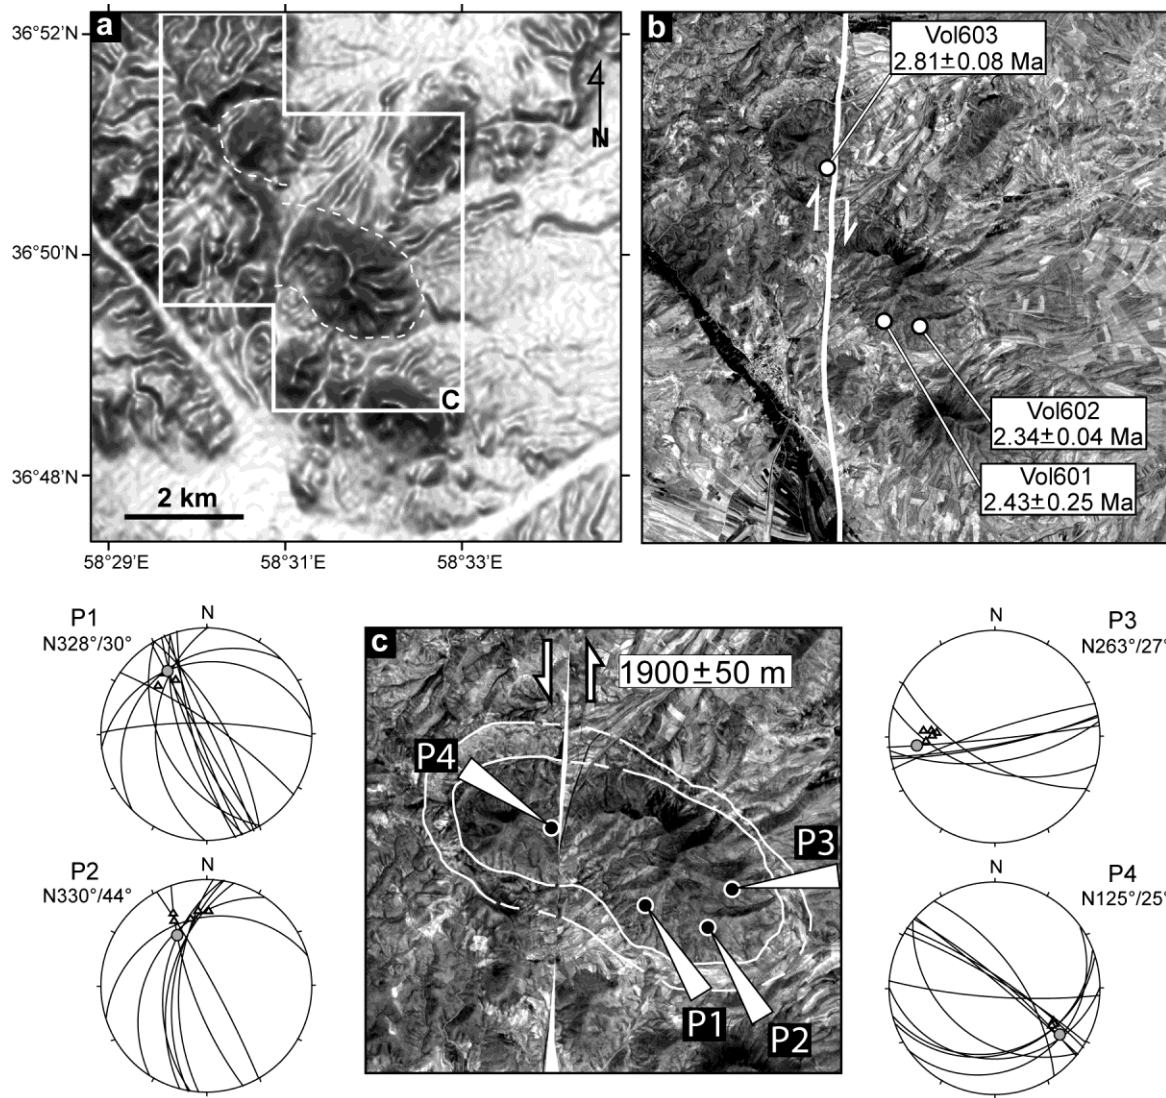 a
36°52'N
36°50'N
36°48'N
N
C
2 km
58°29'E
58°31'E
58°33'E
b
Vol603
2.81±0.08 Ma
Vol602
2.34±0.04 Ma
Vol601
2.43±0.25 Ma
P1
N328°/30°
N
P2
N330°/44°
N
c
1900±50 m
P4
P3
P1
P2
P3
N263°/27°
N
P4
N125°/25°
N